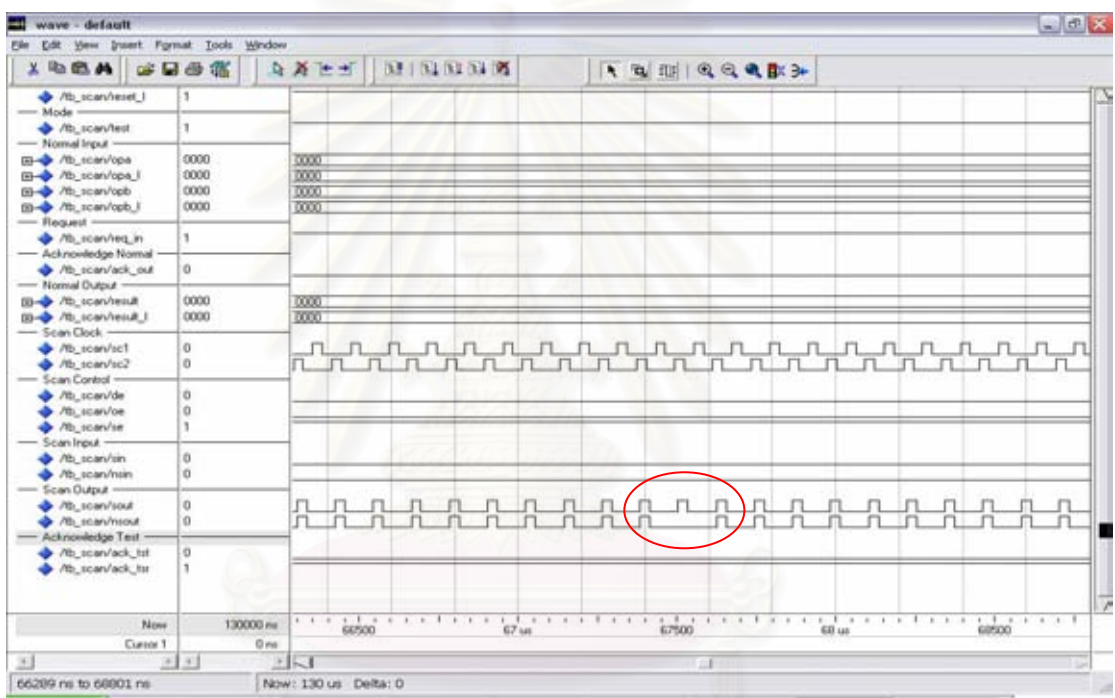 wave - default
File Edit View Insert Format Tools Window
/tb_scan/reset_l 1
Mode
/tb_scan/test 1
Normal Input
/tb_scan/opa 0000 0000
/tb_scan/opa_l 0000 0000
/tb_scan/opb 0000 0000
/tb_scan/opb_l 0000 0000
Request
/tb_scan/req_in 1
Acknowledge Normal
/tb_scan/ack_out 0
Normal Output
/tb_scan/result 0000 0000
/tb_scan/result_l 0000 0000
Scan Clock
/tb_scan/sc1 0
/tb_scan/sc2 0
Scan Control
/tb_scan/de 0
/tb_scan/oe 0
/tb_scan/se 1
Scan Input
/tb_scan/sin 0
/tb_scan/nsin 0
Scan Output
/tb_scan/sout 0
/tb_scan/nsout 0
Acknowledge Test
/tb_scan/ack_tst 0
1
Now 130000 ns 66500 67 us 67500 68 us 68500
Cursor 1 0 ns
66289 ns to 68801 ns Now: 130 us Delta: 0